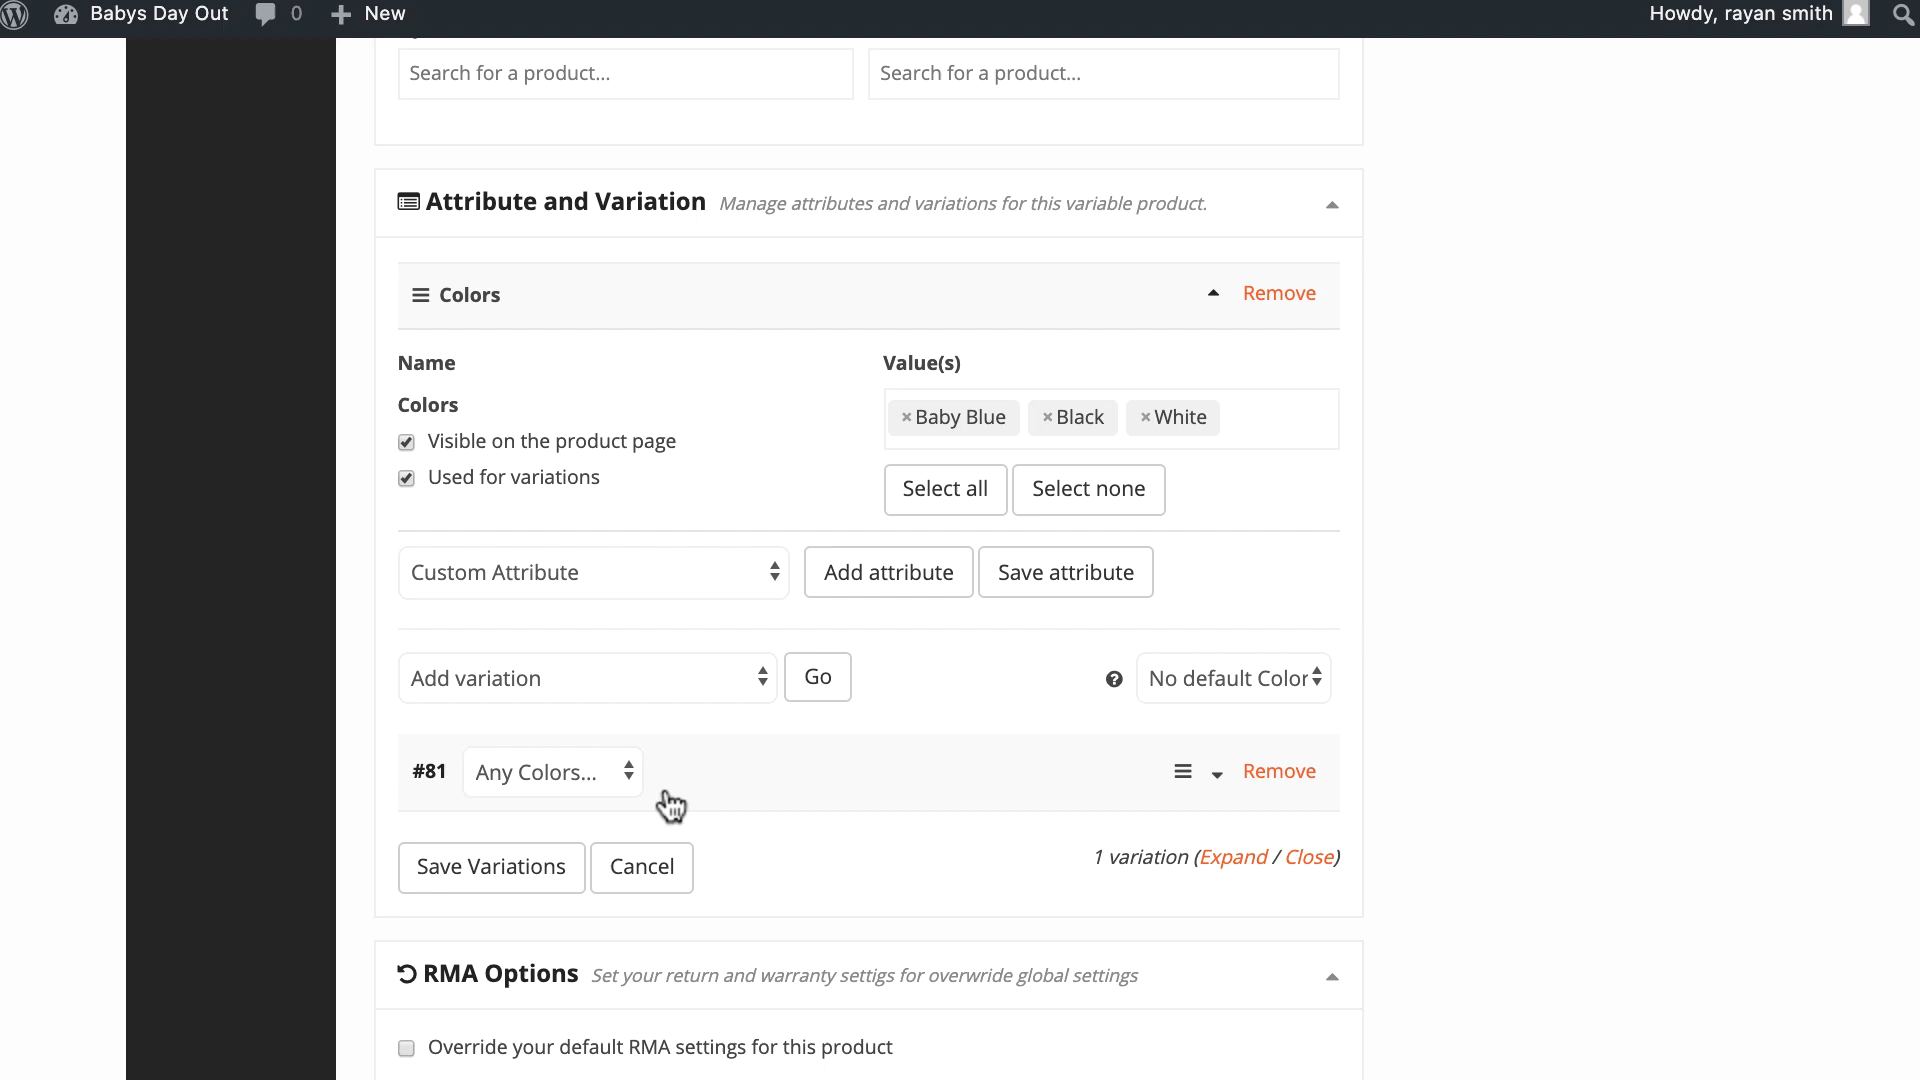 Babys Day Out 0 New Howdy, rayan smith
Search for a product... Search for a product...
Attribute and Variation Manage attributes and variations for this variable product.
Colors Remove
Name Value(s)
Colors
×Baby Blue ×Black ×White
Visible on the product page
Used for variations
Select all Select none
Custom Attribute Add attribute Save attribute
Add variation Go No default Color
#81 Any Colors... Remove
Save Variations Cancel 1 variation (Expand / Close)
RMA Options Set your return and warranty settigs for overwride global settings
Override your default RMA settings for this product